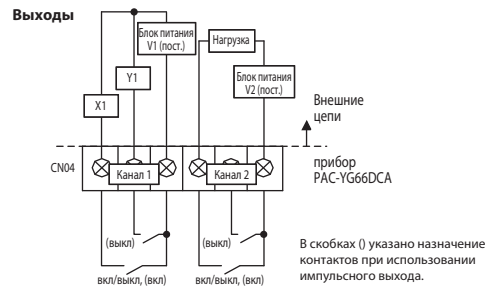 Выходы
Блок питания
V1 (пост.)
Нагрузка
Y1
Блок питания
V2 (пост.)
X1
Внешние
цепи
CN04
Канал 1
Канал 2
прибор
PAC-YG66DCA
(выкл)
(выкл)
вкл/выкл, (вкл)
вкл/выкл, (вкл)
В скобках () указано назначение
контактов при использовании
импульсного выхода.